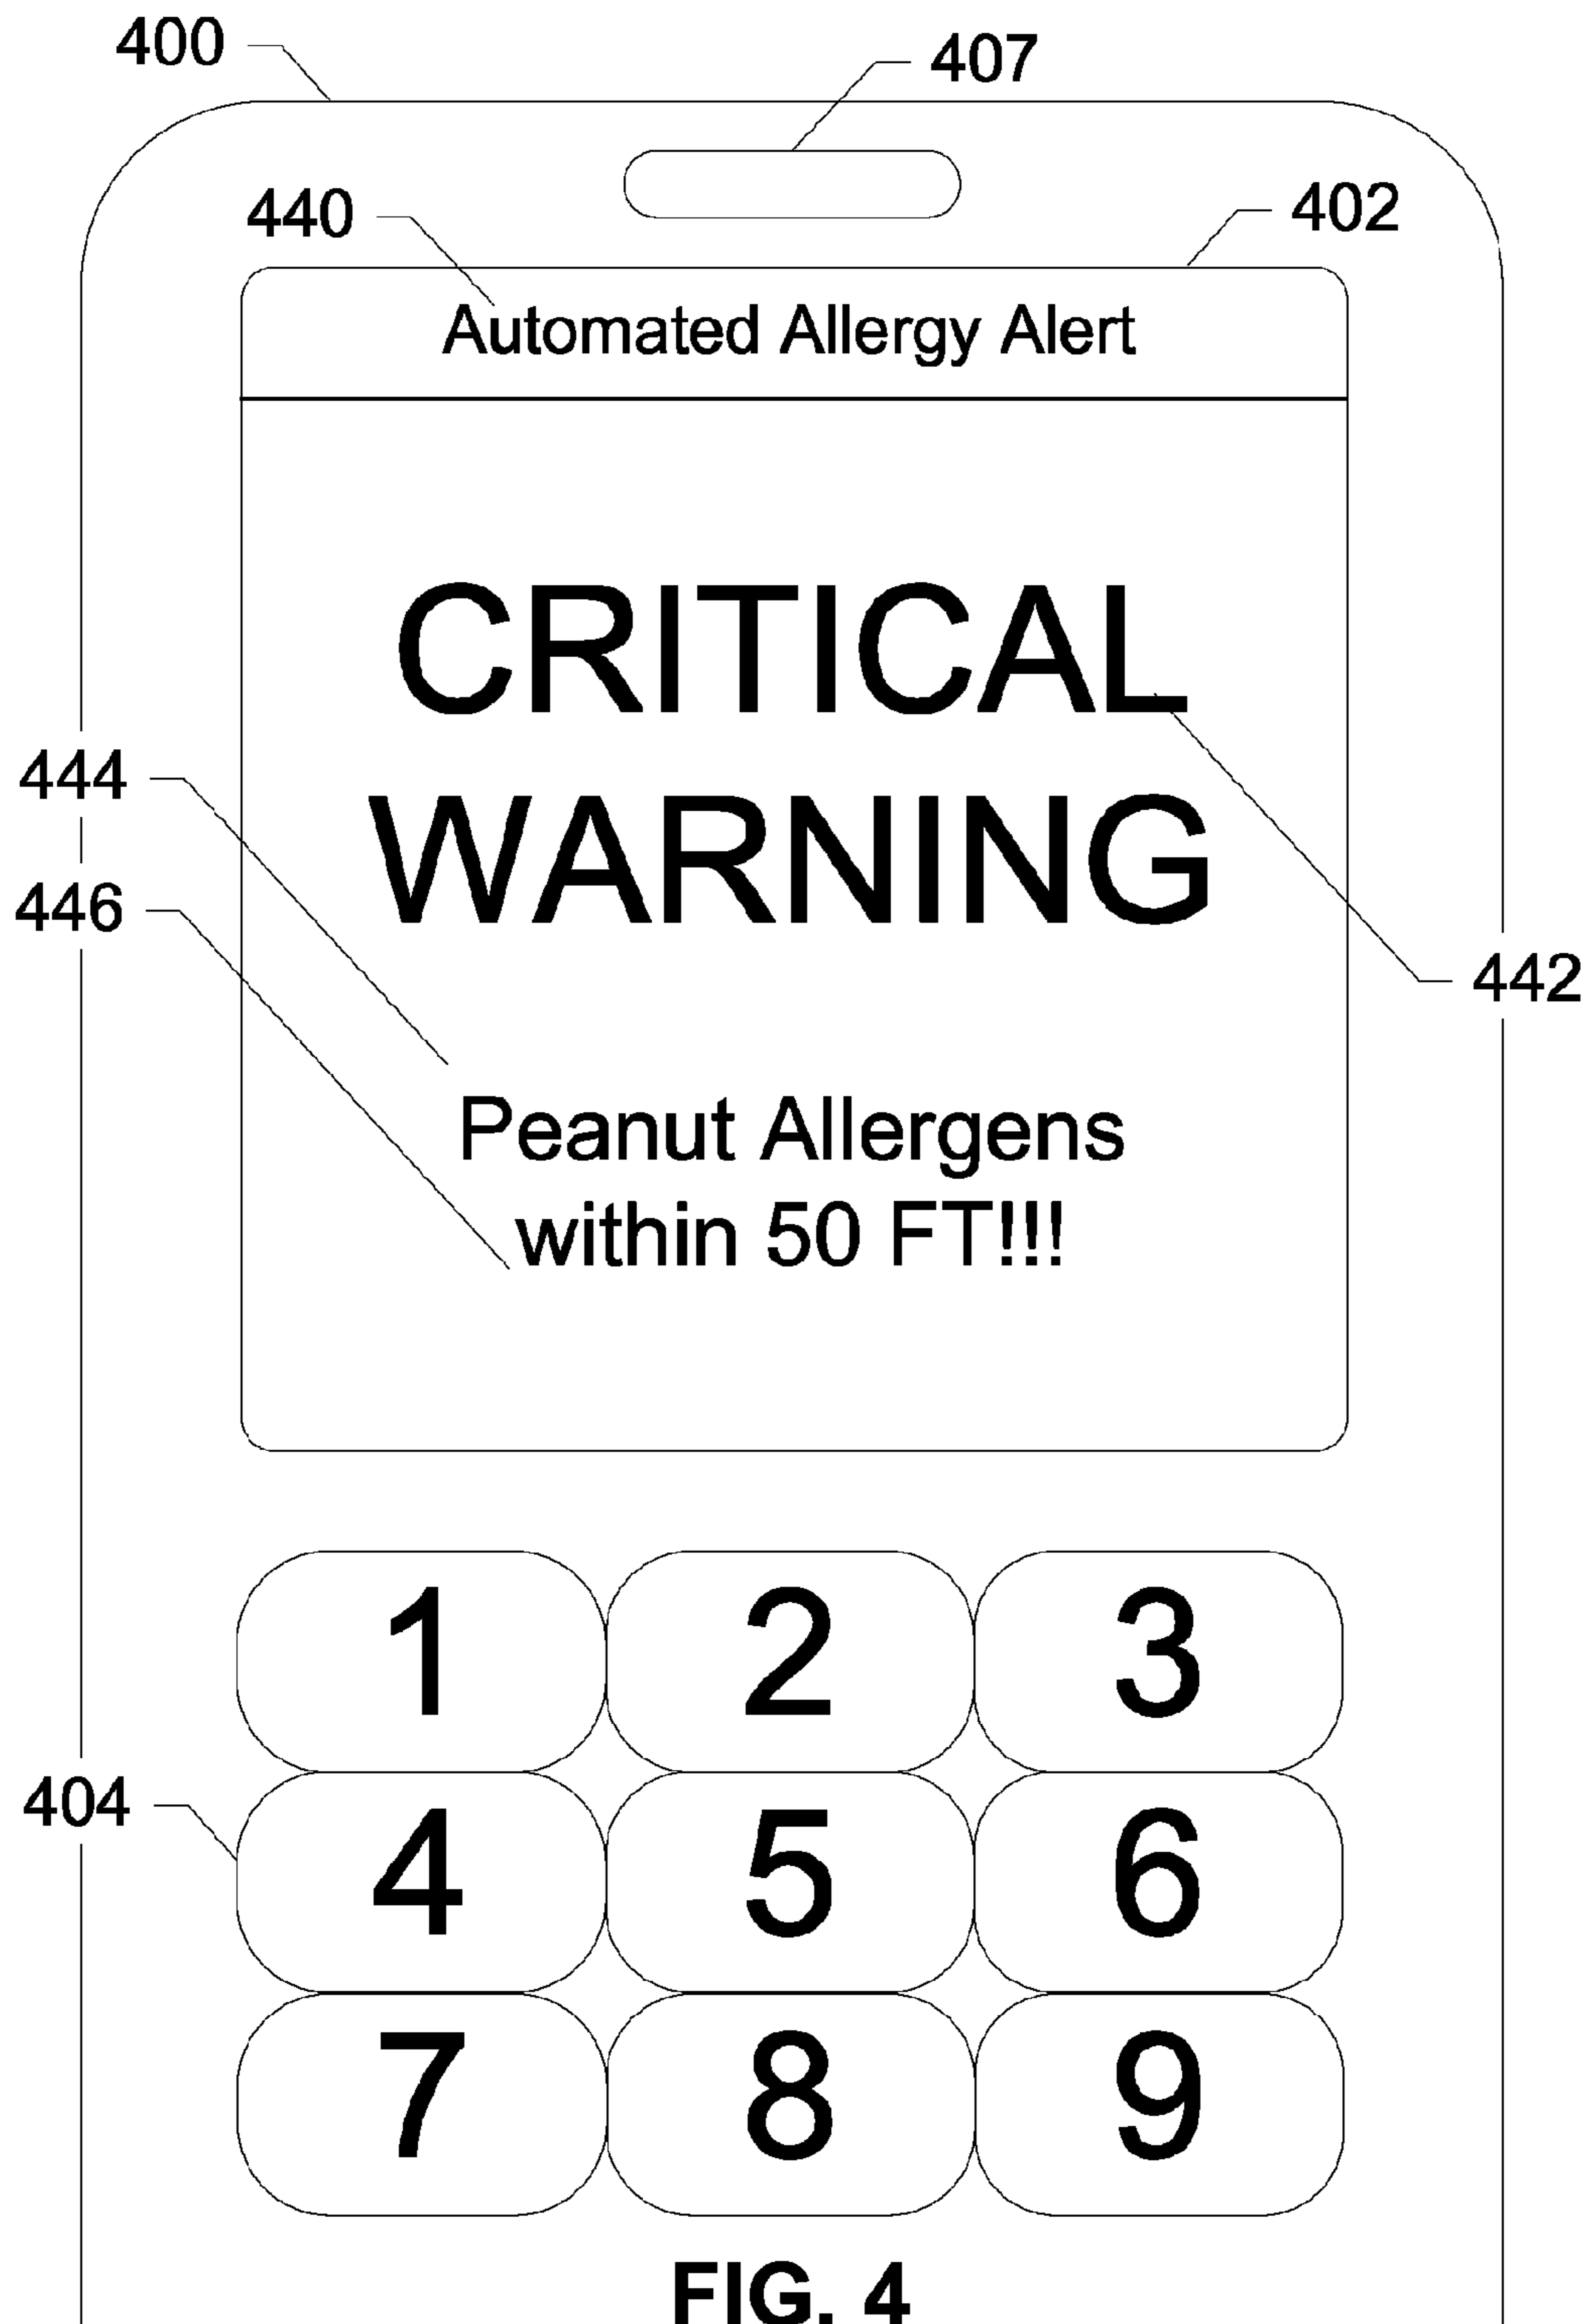 400
407
440
402
Automated Allergy Alert
CRITICAL
WARNING
444
446
442
Peanut Allergens
within 50 FT!!!
1 2 3
404
4 5 6
7 8 9
FIG. 4